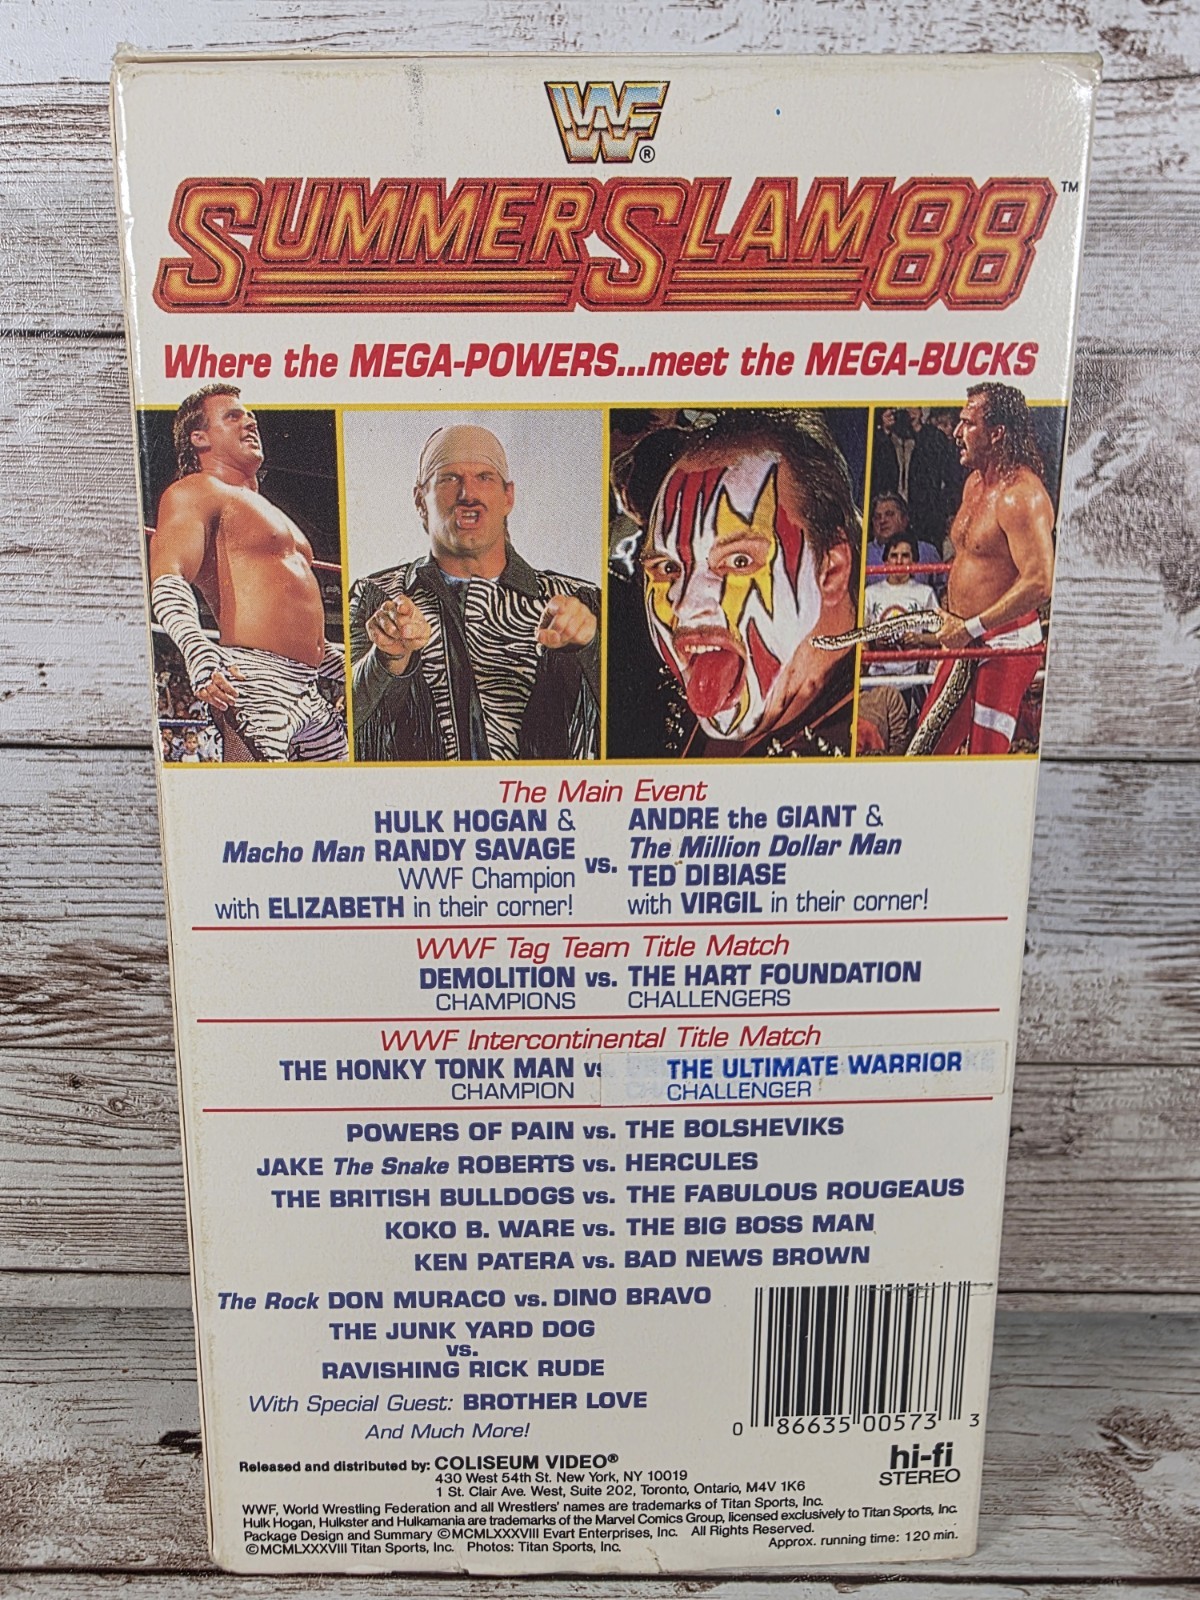 WWF®
SUMMERSLAM 88™
Where the MEGA-POWERS...meet the MEGA-BUCKS
The Main Event
HULK HOGAN &
Macho Man RANDY SAVAGE
WWF Champion
with ELIZABETH in their corner!
vs.
ANDRE the GIANT &
The Million Dollar Man
TED DIBIASE
with VIRGIL in their corner!
WWF Tag Team Title Match
DEMOLITION vs. THE HART FOUNDATION
CHAMPIONS CHALLENGERS
WWF Intercontinental Title Match
THE HONKY TONK MAN vs THE ULTIMATE WARRIOR
CHAMPION CHALLENGER
POWERS OF PAIN vs. THE BOLSHEVIKS
JAKE The Snake ROBERTS vs. HERCULES
THE BRITISH BULLDOGS vs. THE FABULOUS ROUGEAUS
KOKO B. WARE vs. THE BIG BOSS MAN
KEN PATERA vs. BAD NEWS BROWN
The Rock DON MURACO vs. DINO BRAVO
THE JUNK YARD DOG
vs.
RAVISHING RICK RUDE
With Special Guest: BROTHER LOVE
And Much More!
0 86635 00573 3
hi-fi
STEREO
Released and distributed by: COLISEUM VIDEO®
430 West 54th St. New York, NY 10019
1 St. Clair Ave. West, Suite 202, Toronto, Ontario, M4V 1K6
WWF, World Wrestling Federation and all Wrestlers' names are trademarks of Titan Sports, Inc.
Hulk Hogan, Hulkster and Hulkamania are trademarks of the Marvel Comics Group, licensed exclusively to Titan Sports, Inc.
Package Design and Summary ©MCMLXXXVIII Evart Enterprises, Inc. All Rights Reserved.
©MCMLXXXVIII Titan Sports, Inc. Photos: Titan Sports, Inc. Approx. running time: 120 min.